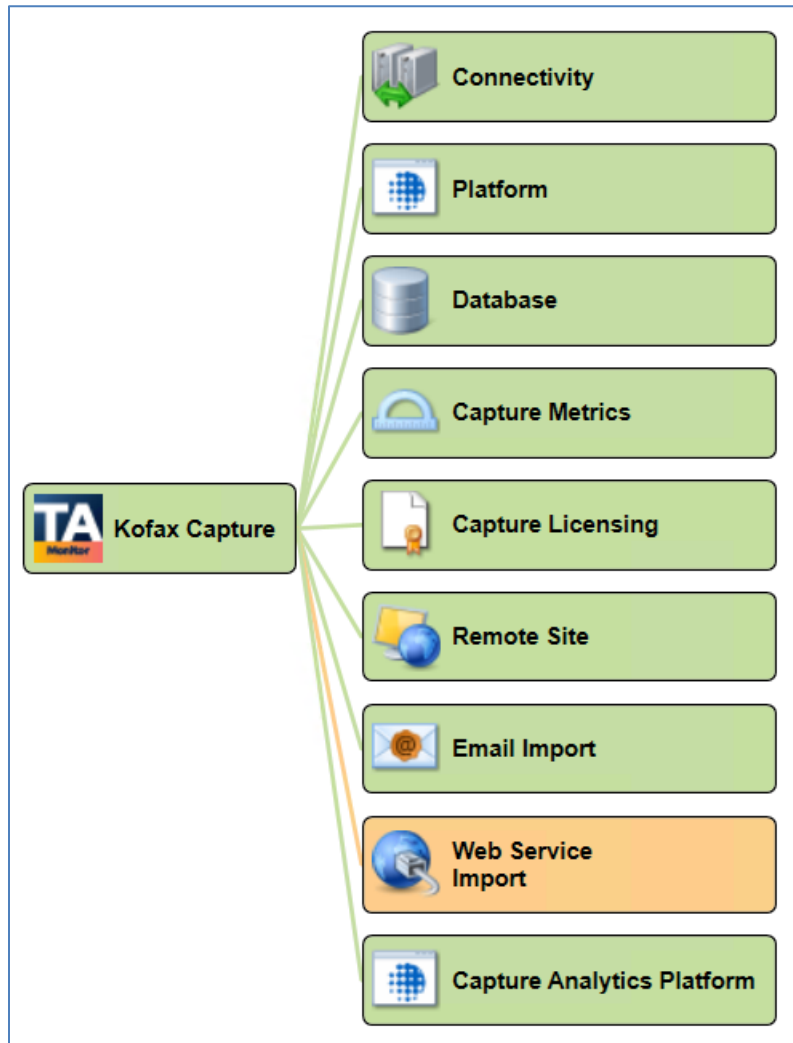 Connectivity
Platform
Database
Capture Metrics
TA
Monitor
Kofax Capture
Capture Licensing
Remote Site
@
Email Import
Web Service
Import
Capture Analytics Platform